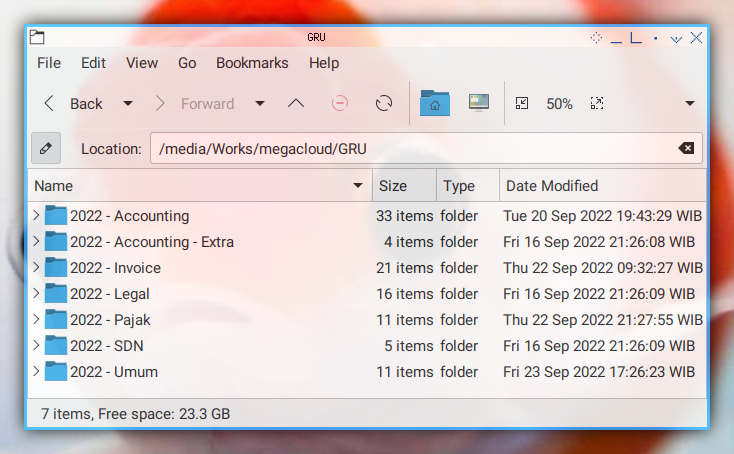 GRU
File Edit View Go Bookmarks Help
Back Forward 50%
Location: /media/Works/megacloud/GRU
Name Size Type Date Modified
2022 - Accounting 33 items folder Tue 20 Sep 2022 19:43:29 WIB
2022 - Accounting - Extra 4 items folder Fri 16 Sep 2022 21:26:08 WIB
2022 - Invoice 21 items folder Thu 22 Sep 2022 09:32:27 WIB
2022 - Legal 16 items folder Fri 16 Sep 2022 21:26:09 WIB
2022 - Pajak 11 items folder Thu 22 Sep 2022 21:27:55 WIB
2022 - SDN 5 items folder Fri 16 Sep 2022 21:26:09 WIB
2022 - Umum 11 items folder Fri 23 Sep 2022 17:26:23 WIB
7 items, Free space: 23.3 GB